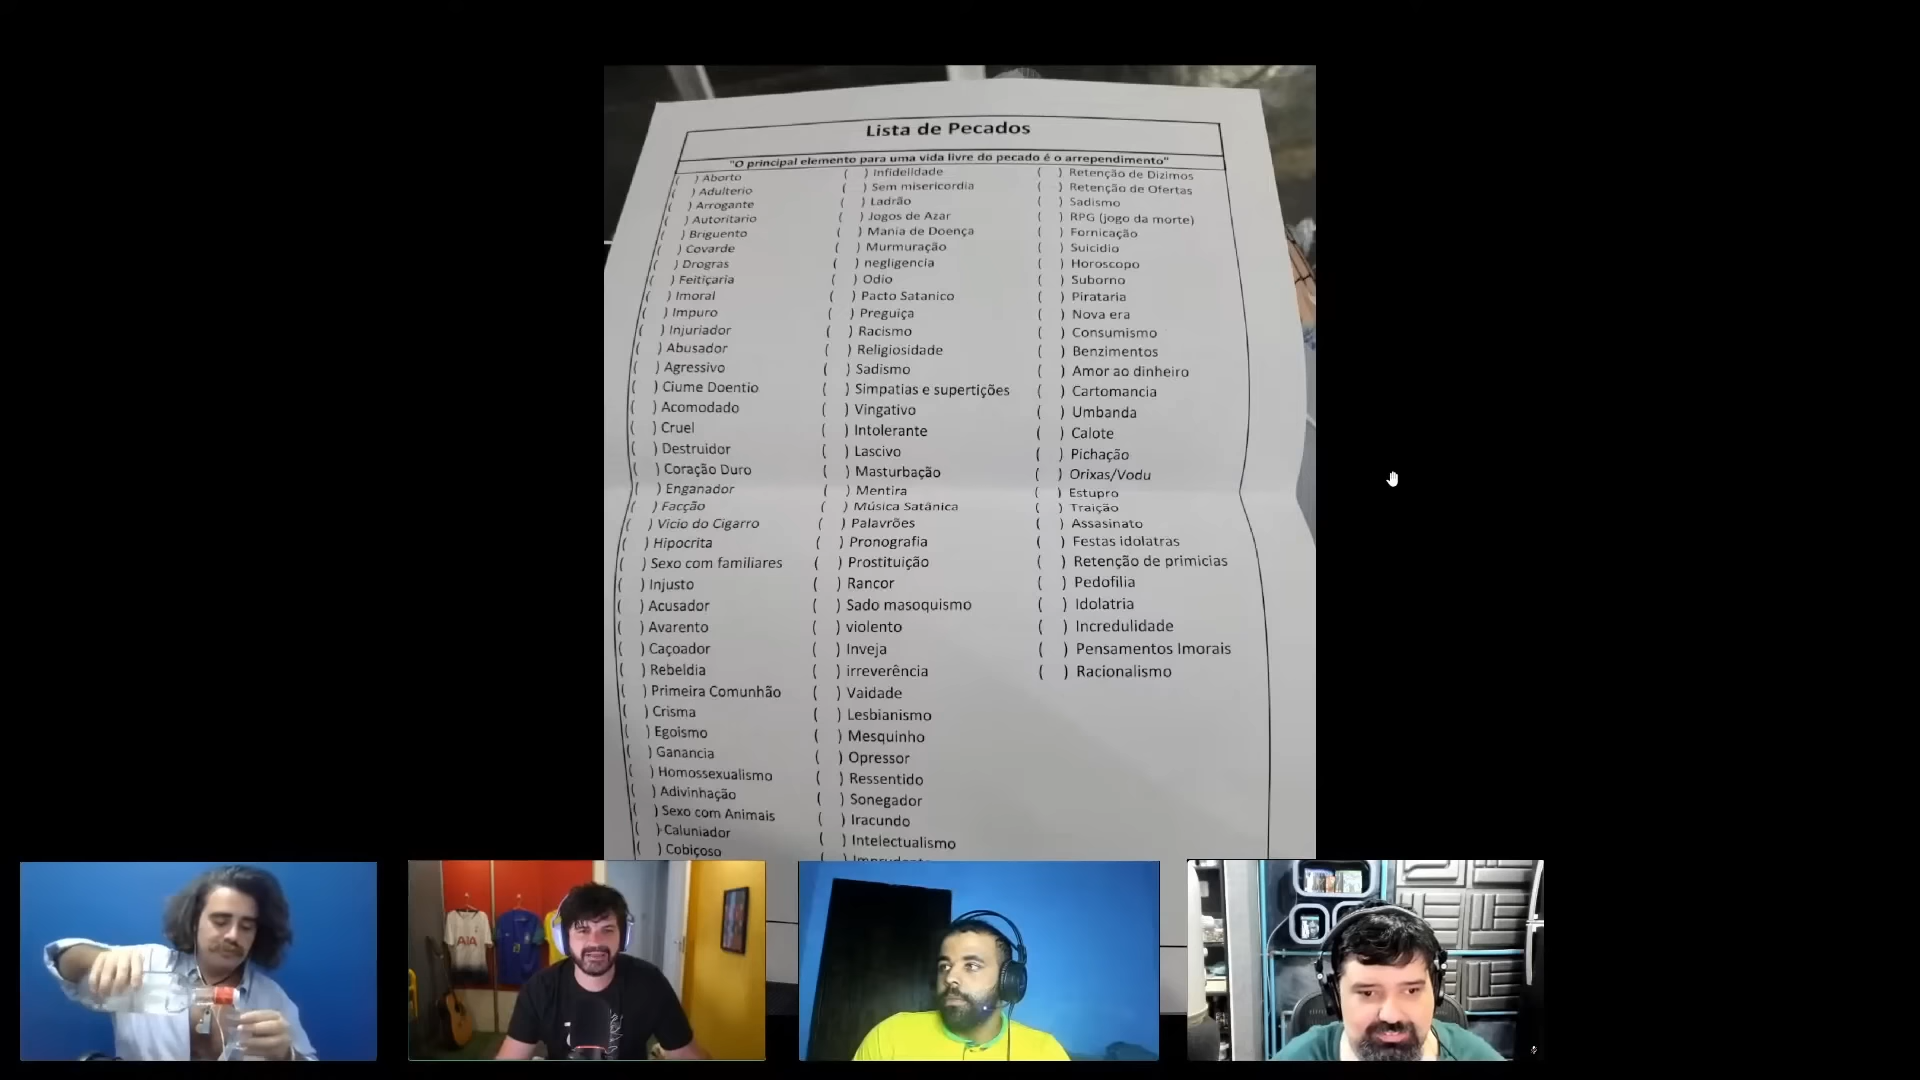 Lista de Pecados
"O principal elemento para uma vida livre do pecado é o arrependimento"
( ) Aborto
( ) Adulterio
( ) Arrogante
( ) Autoritario
( ) Briguento
( ) Covarde
( ) Drogras
( ) Feitiçaria
( ) Imoral
( ) Impuro
( ) Injuriador
( ) Abusador
( ) Agressivo
( ) Ciume Doentio
( ) Acomodado
( ) Cruel
( ) Destruidor
( ) Coração Duro
( ) Enganador
( ) Facção
( ) Vicio do Cigarro
( ) Hipocrita
( ) Sexo com familiares
( ) Injusto
( ) Acusador
( ) Avarento
( ) Caçoador
( ) Rebeldia
( ) Primeira Comunhão
( ) Crisma
( ) Egoismo
( ) Ganancia
( ) Homossexualismo
( ) Adivinhação
( ) Sexo com Animais
( ) Caluniador
( ) Cobiçoso
( ) Infidelidade
( ) Sem misericordia
( ) Ladrão
( ) Jogos de Azar
( ) Mania de Doença
( ) Murmuração
( ) negligencia
( ) Odio
( ) Pacto Satanico
( ) Preguiça
( ) Racismo
( ) Religiosidade
( ) Sadismo
( ) Simpatias e supertições
( ) Vingativo
( ) Intolerante
( ) Lascivo
( ) Masturbação
( ) Mentira
( ) Música Satânica
( ) Palavrões
( ) Pronografia
( ) Prostituição
( ) Rancor
( ) Sado masoquismo
( ) violento
( ) Inveja
( ) irreverência
( ) Vaidade
( ) Lesbianismo
( ) Mesquinho
( ) Opressor
( ) Ressentido
( ) Sonegador
( ) Iracundo
( ) Intelectualismo
( ) Retenção de Dizimos
( ) Retenção de Ofertas
( ) Sadismo
( ) RPG (jogo da morte)
( ) Fornicação
( ) Suicidio
( ) Horoscopo
( ) Suborno
( ) Pirataria
( ) Nova era
( ) Consumismo
( ) Benzimentos
( ) Amor ao dinheiro
( ) Cartomancia
( ) Umbanda
( ) Calote
( ) Pichação
( ) Orixas/Vodu
( ) Estupro
( ) Traição
( ) Assasinato
( ) Festas idolatras
( ) Retenção de primicias
( ) Pedofilia
( ) Idolatria
( ) Incredulidade
( ) Pensamentos Imorais
( ) Racionalismo
AIA